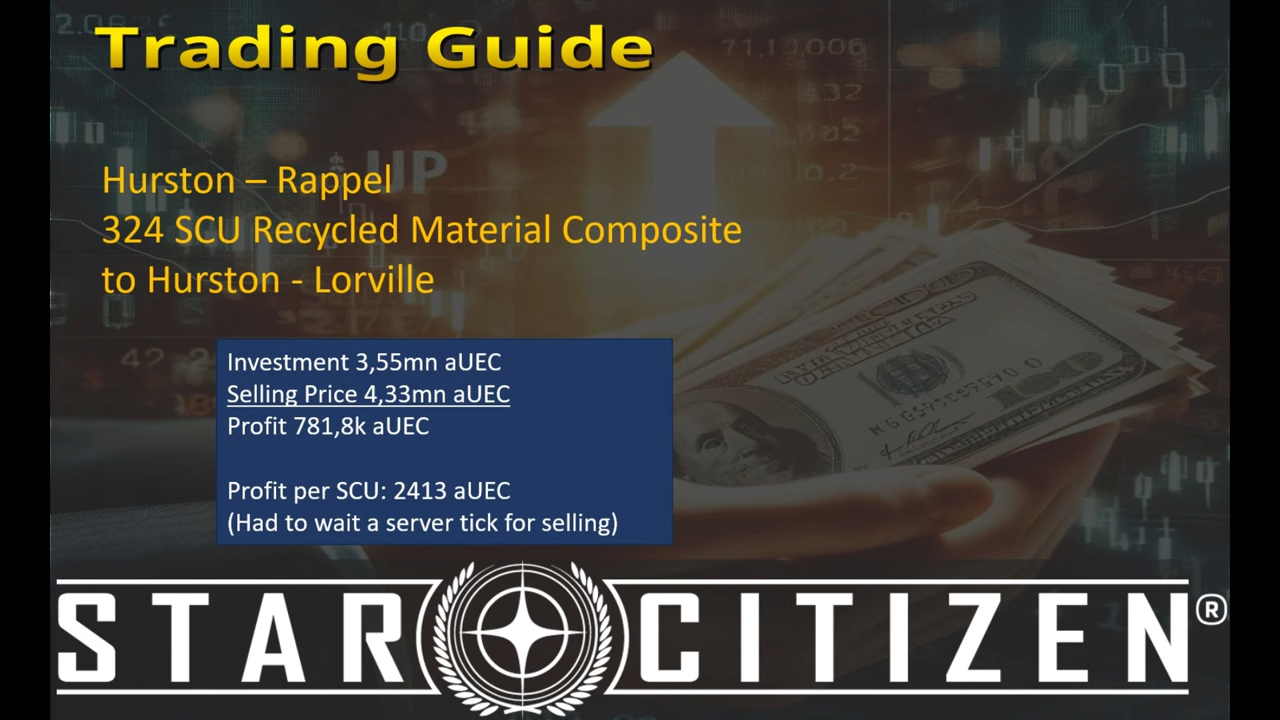 Trading Guide
UP
Hurston – Rappel
324 SCU Recycled Material Composite
to Hurston - Lorville
Investment 3,55mn aUEC
Selling Price 4,33mn aUEC
Profit 781,8k aUEC
Profit per SCU: 2413 aUEC
(Had to wait a server tick for selling)
STAR CITIZEN®